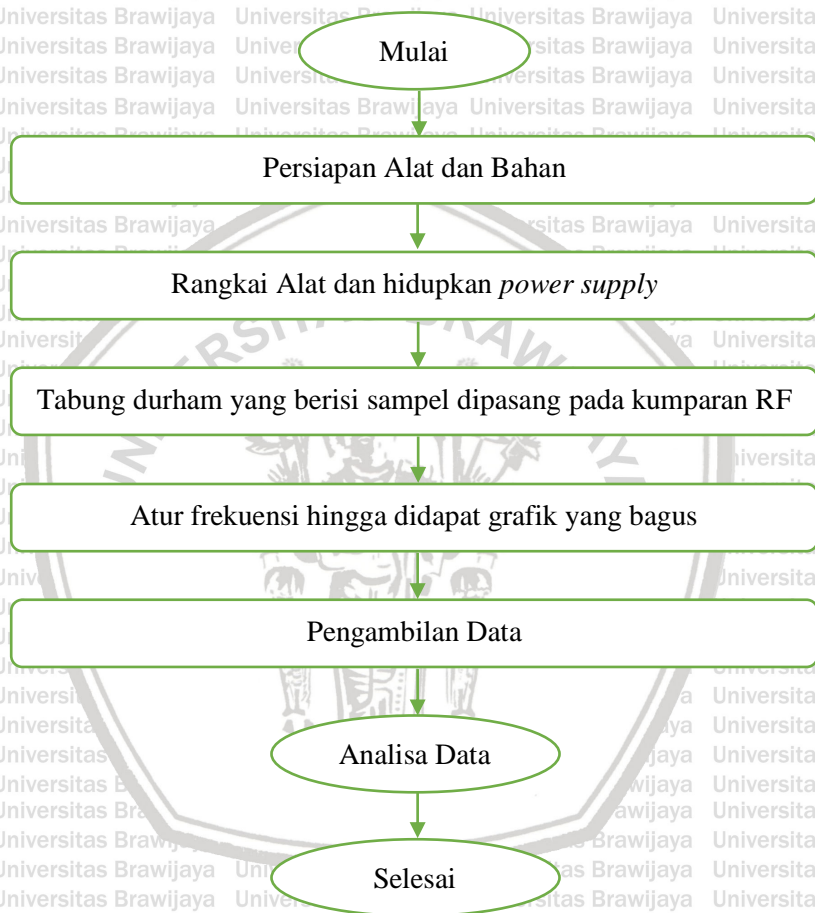 Mulai
Persiapan Alat dan Bahan
Rangkai Alat dan hidupkan power supply
Tabung durham yang berisi sampel dipasang pada kumparan RF
Atur frekuensi hingga didapat grafik yang bagus
Pengambilan Data
Analisa Data
Selesai